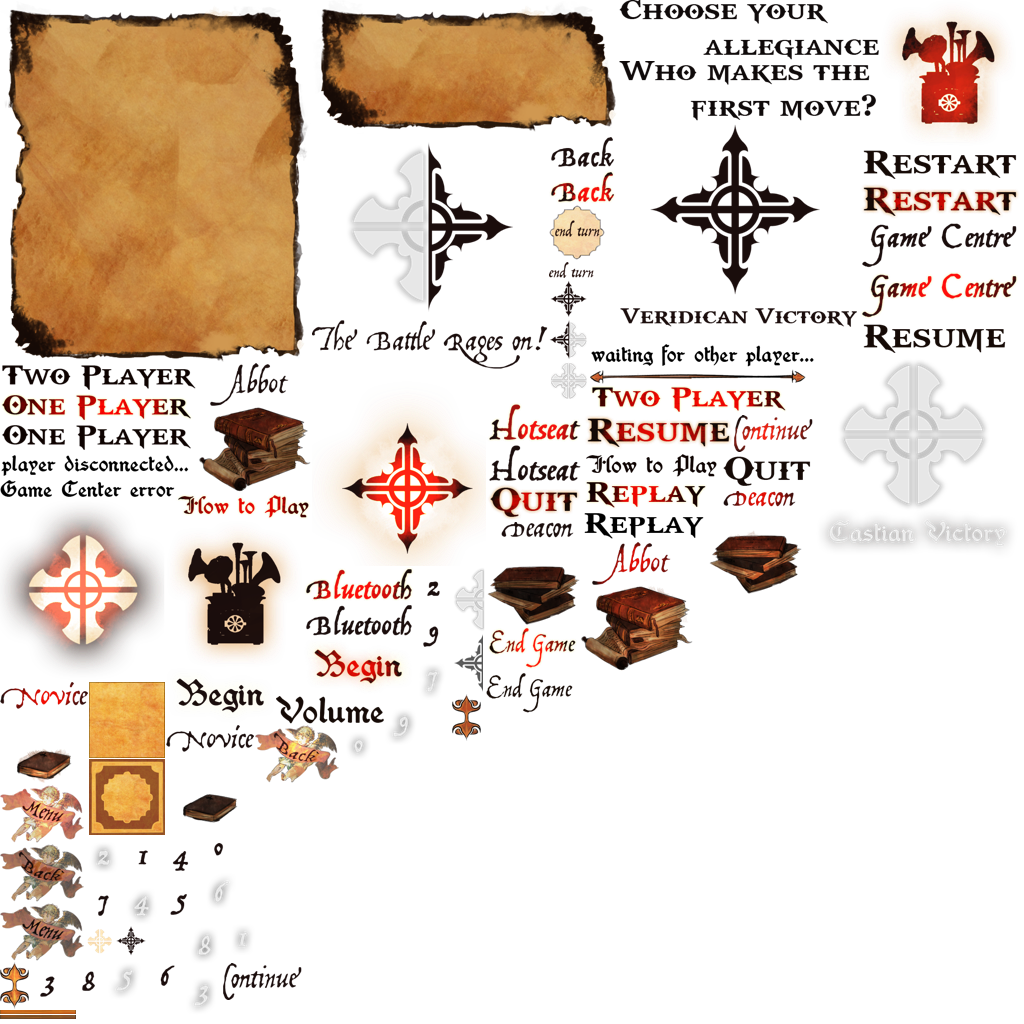 Choose your
allegiance
Who makes the
first move?
Back
Restart
Back
Restart
end turn
Game Centre
end turn
Game Centre
Veridican Victory
The Battle Rages on!
Resume
waiting for other player...
Two Player
Abbot
One Player
Two Player
One Player
Hotseat
Resume
Continue
player disconnected...
Hotseat
How to Play
Quit
Game Center error
Quit
Replay
Deacon
How to Play
Deacon
Replay
Castian Victory
Abbot
Bluetooth
2
Bluetooth
9
End Game
Begin
7
End Game
Novice
Begin
Volume
9
Novice
Back
0
Menu
2
1
4
0
Back
6
7
4
5
Menu
8
1
3
8
5
6
3
Continue